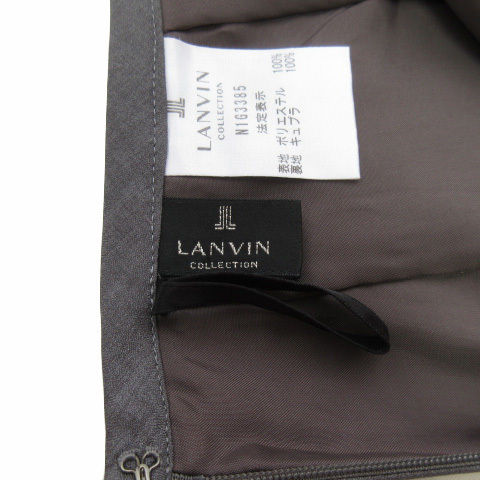 LANVIN
COLLECTION
N1G3385
法定表示
表地 ポリエステル 100%
裏地 キュプラ 100%
LANVIN
COLLECTION